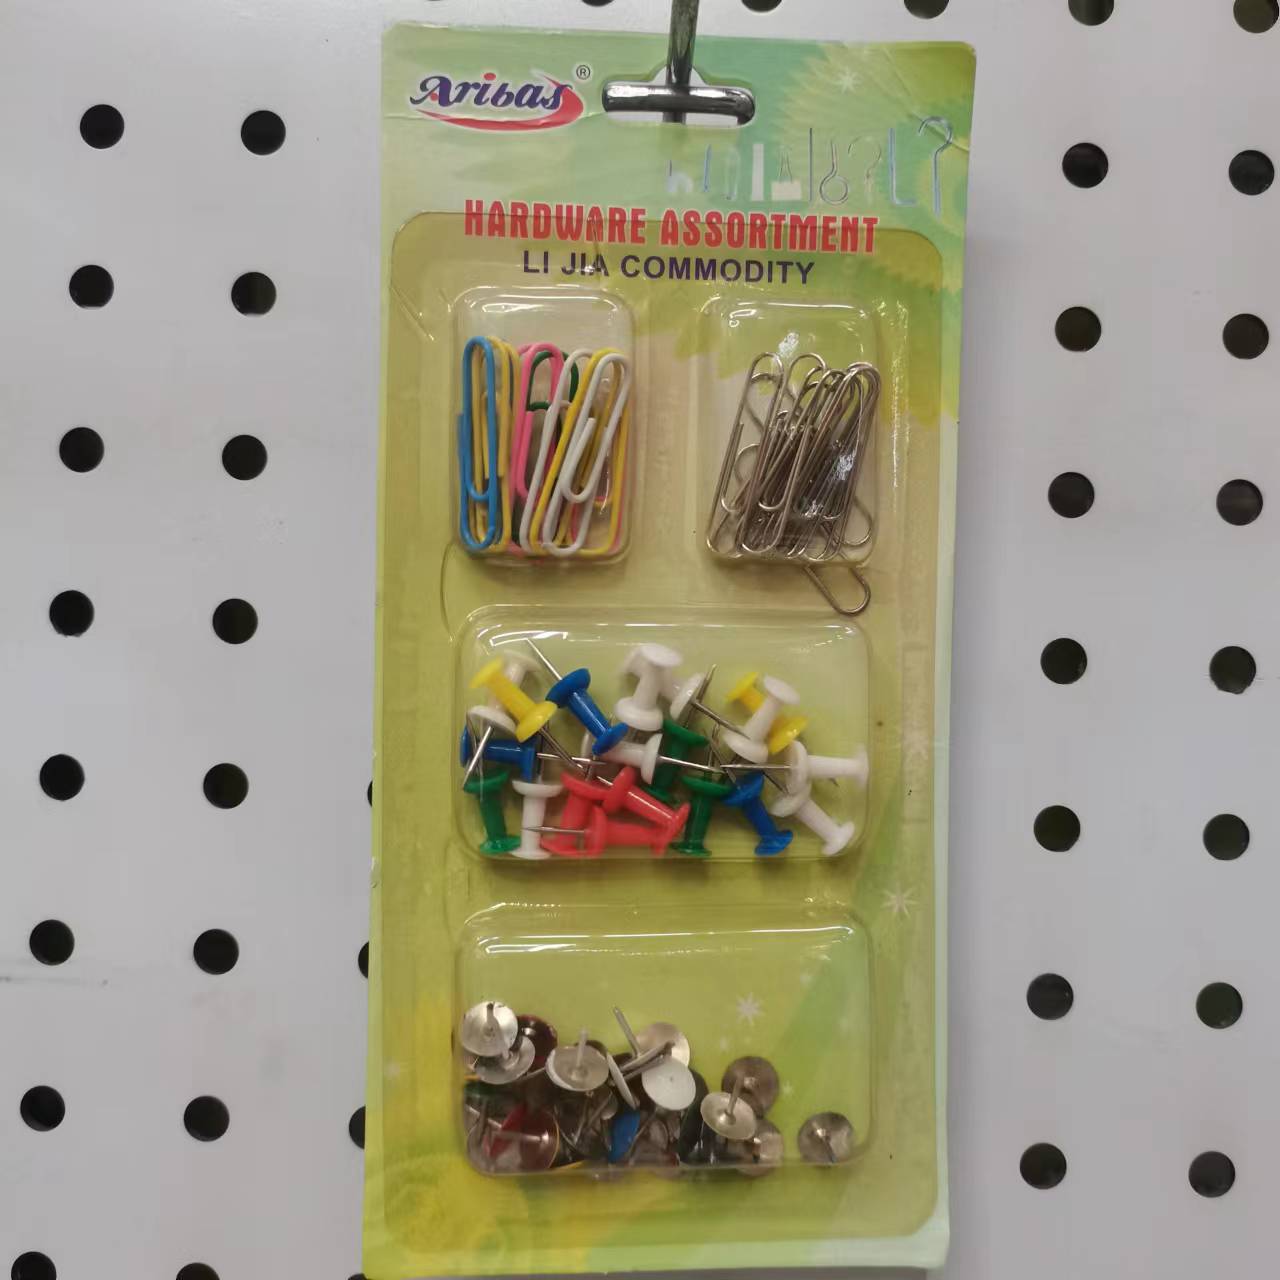 Aribas®
HARDWARE ASSORTMENT
LI JIA COMMODITY